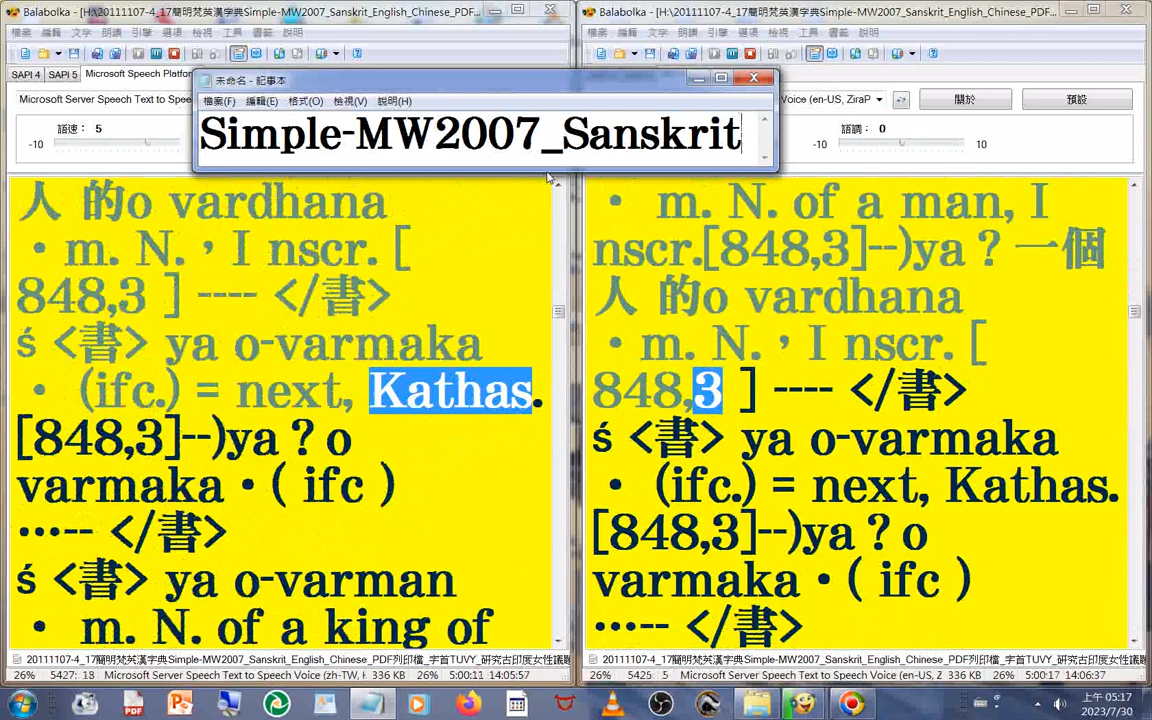 Balabolka - [H:\20111107-4_17簡明梵英漢字典Simple-MW2007_Sanskrit_English_Chinese_PDF...
檔案 編輯 文字 朗讀 引擎 選項 檢視 工具 書籤 說明
SAPI 4 SAPI 5 Microsoft Speech Platfo
Microsoft Server Speech Text to Spee
語速： 5
-10
未命名 - 記事本
檔案(F) 編輯(E) 格式(O) 檢視(V) 說明(H)
Simple-MW2007_Sanskrit
人 的o vardhana
• m. N.，I nscr. [
848,3 ] ---- </書>
ś <書> ya o-varmaka
• (ifc.) = next, Kathas.
[848,3]--)ya？o
varmaka • ( ifc )
…-- </書>
ś <書> ya o-varman
• m. N. of a king of
20111107-4_17簡明梵英漢字典Simple-MW2007_Sanskrit_English_Chinese_PDF列印檔_字首TUVY_研究古印度女性議題
26% 5427: 18 Microsoft Server Speech Text to Speech Voice (zh-TW, 336 KB 5:00:11 14:05:57
Balabolka - [H:\20111107-4_17簡明梵英漢字典Simple-MW2007_Sanskrit_English_Chinese_PDF...
檔案 編輯 文字 朗讀 引擎 選項 檢視 工具 書籤 說明
Voice (en-US, ZiraP 關於 預設
語調： 0
-10 10
• m. N. of a man, I
nscr.[848,3]--)ya？一個
人 的o vardhana
• m. N.，I nscr. [
848,3 ] ---- </書>
ś <書> ya o-varmaka
• (ifc.) = next, Kathas.
[848,3]--)ya？o
varmaka • ( ifc )
…-- </書>
20111107-4_17簡明梵英漢字典Simple-MW2007_Sanskrit_English_Chinese_PDF列印檔_字首TUVY_研究古印度女性議題
26% 5425: 5 Microsoft Server Speech Text to Speech Voice (en-US, 336 KB 5:00:11 14:06:37
上午 05:17
2023/7/30